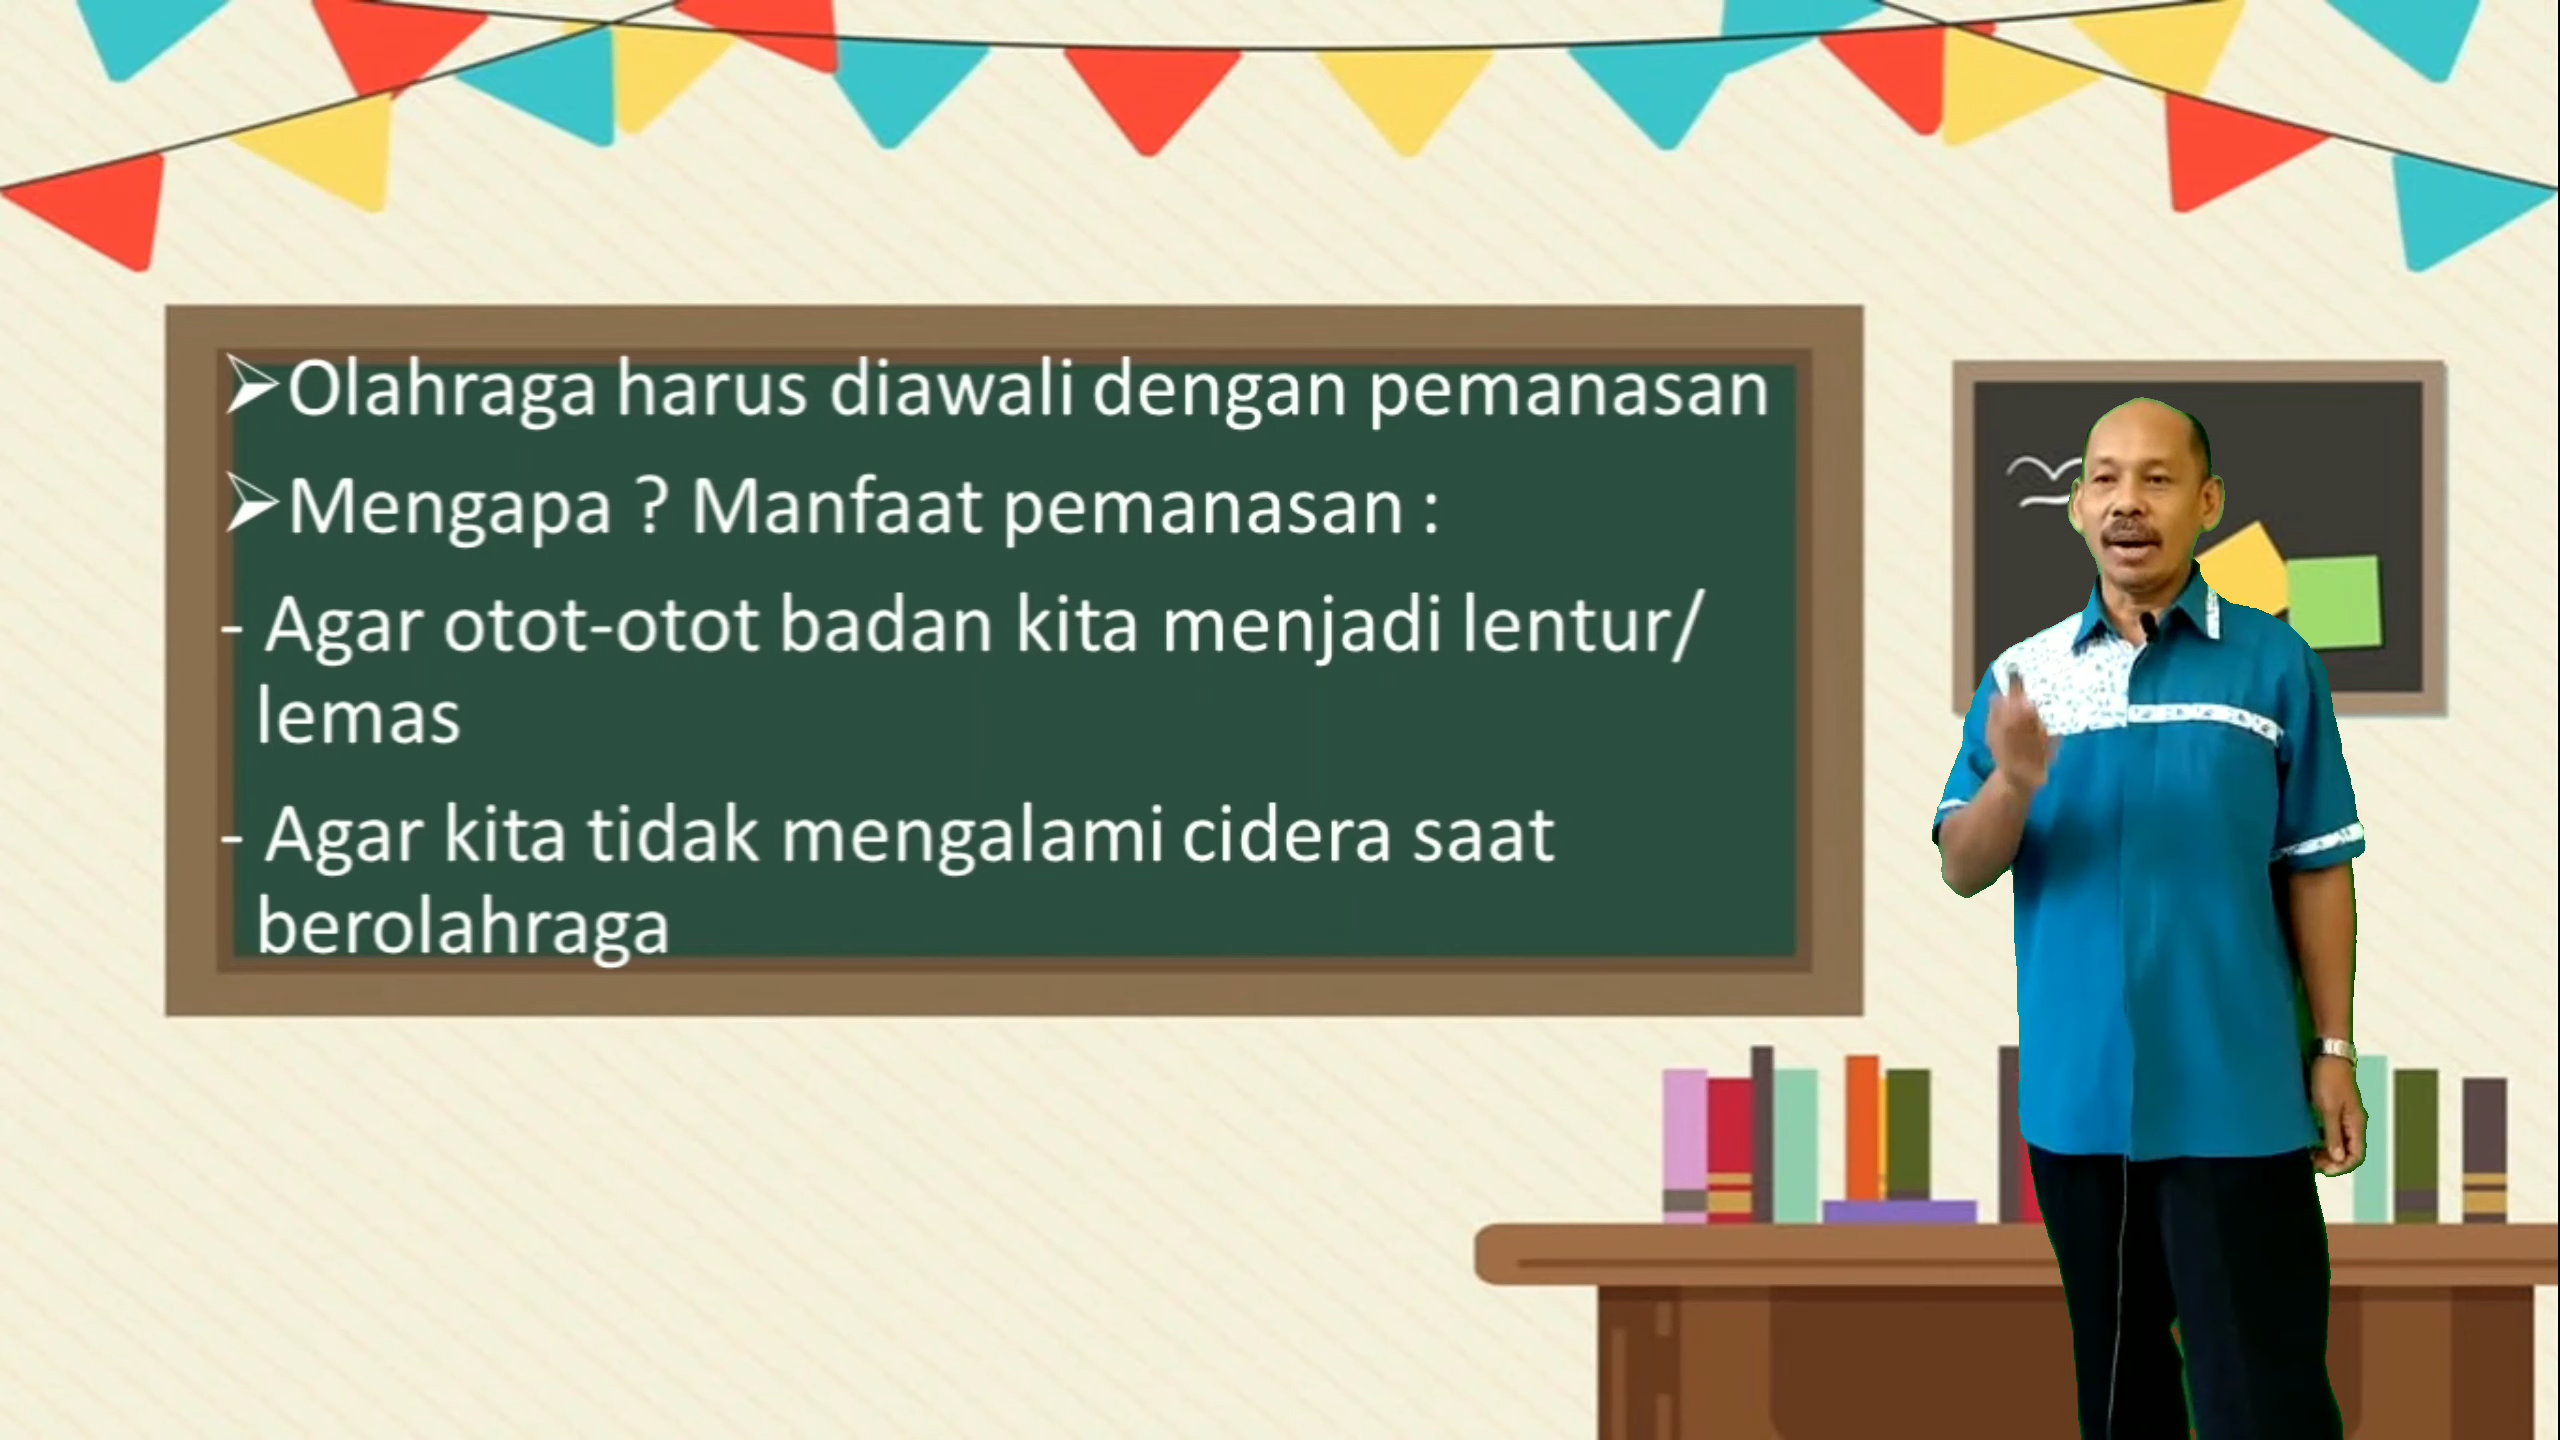 ➢Olahraga harus diawali dengan pemanasan
➢Mengapa ? Manfaat pemanasan :
- Agar otot-otot badan kita menjadi lentur/
lemas
- Agar kita tidak mengalami cidera saat
berolahraga